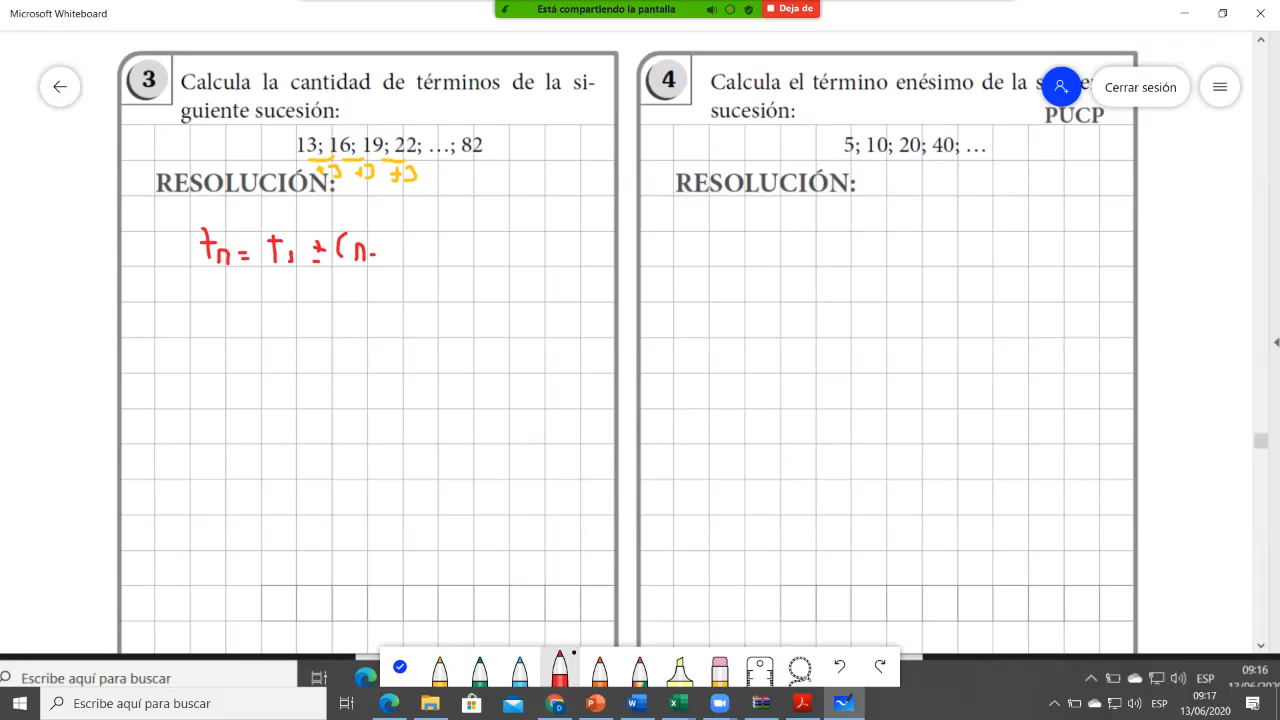 Microsoft Whiteboard
Está compartiendo la pantalla
Deja de
3
Calcula la cantidad de términos de la si-
guiente sucesión:
13; 16; 19; 22; …; 82
+3 +3 +3
RESOLUCIÓN:
tn = t1 ± (n-
4
Calcula el término enésimo de la
sucesión:
PUCP
5; 10; 20; 40; …
RESOLUCIÓN:
Cerrar sesión
Escribe aquí para buscar
ESP
09:16
Escribe aquí para buscar
ESP
09:17
13/06/2020